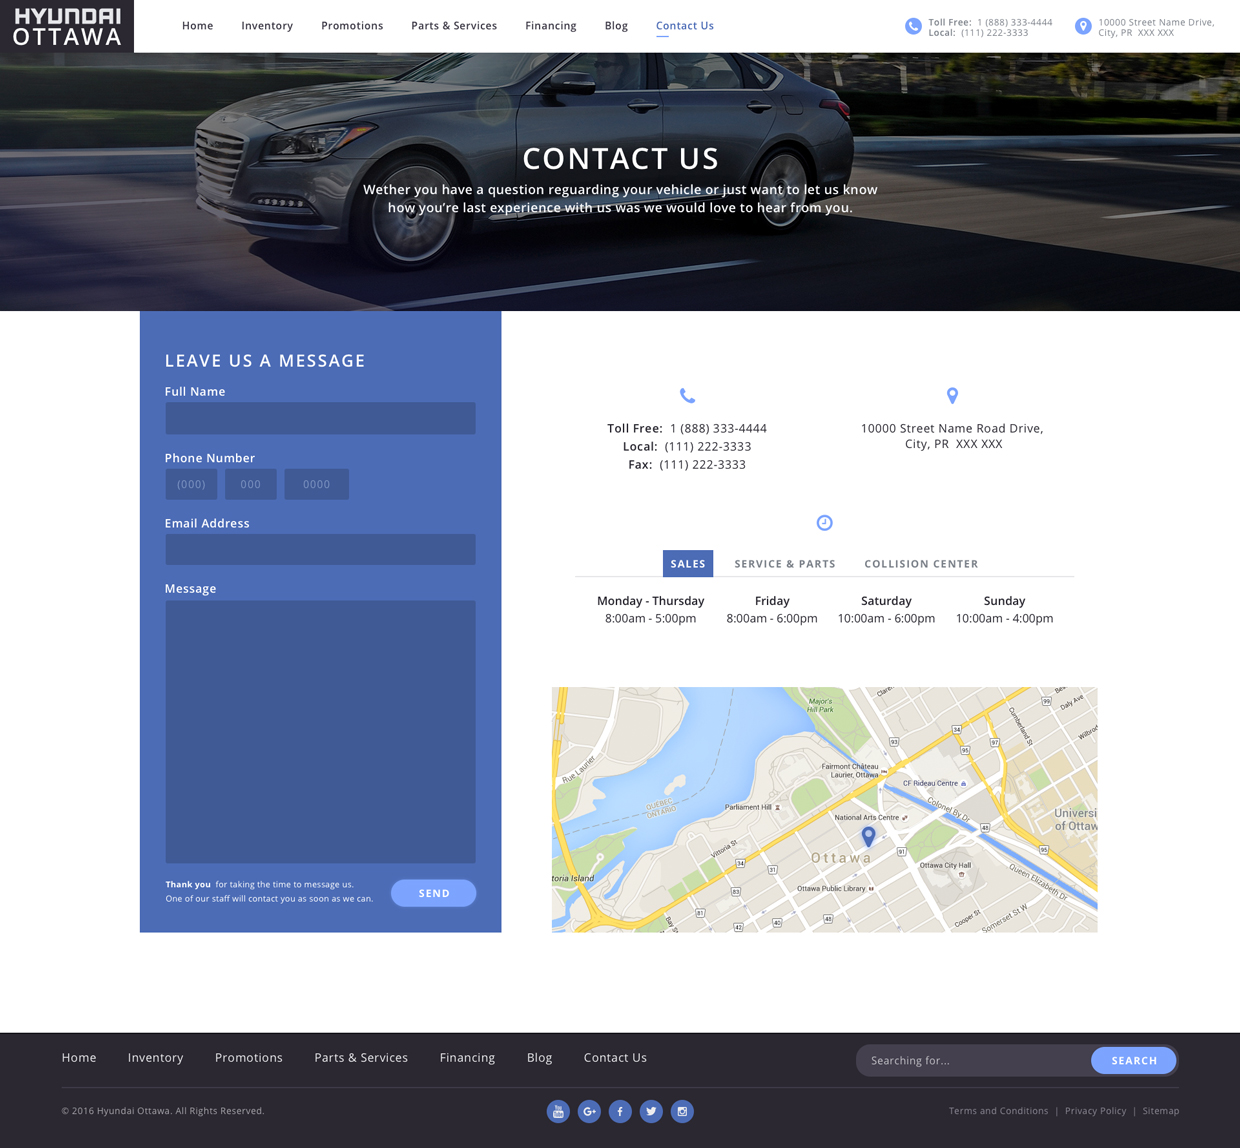 HYUNDAI
OTTAWA
Home Inventory Promotions Parts & Services Financing Blog Contact Us
Toll Free: 1 (888) 333-4444
Local: (111) 222-3333
10000 Street Name Drive,
City, PR XXX XXX
CONTACT US
Wether you have a question reguarding your vehicle or just want to let us know
how you're last experience with us was we would love to hear from you.
LEAVE US A MESSAGE
Full Name
Phone Number
(000) 000 0000
Email Address
Message
Thank you for taking the time to message us.
One of our staff will contact you as soon as we can.
SEND
Toll Free: 1 (888) 333-4444
Local: (111) 222-3333
Fax: (111) 222-3333
10000 Street Name Road Drive,
City, PR XXX XXX
SALES SERVICE & PARTS COLLISION CENTER
Monday - Thursday
8:00am - 5:00pm
Friday
8:00am - 6:00pm
Saturday
10:00am - 6:00pm
Sunday
10:00am - 4:00pm
Major's
Hill Park
Daly Ave
Cumberland St
99
93
34
95
97
Rue Laurier
Fairmont Château
Laurier, Ottawa
CF Rideau Centre
QUÉBEC
ONTARIO
Parliament Hill
Colonel By Dr
National Arts Centre
48
Universi
of Ottaw
Victoria St
Ottawa
91
95
toria Island
34
31
Ottawa City Hall
Queen Elizabeth Dr
83
Ottawa Public Library
81
42
40
48
Bay St
Cooper St
Somerset St W
Home Inventory Promotions Parts & Services Financing Blog Contact Us
Searching for...
SEARCH
© 2016 Hyundai Ottawa. All Rights Reserved.
You
Tube
G+
f
Terms and Conditions | Privacy Policy | Sitemap